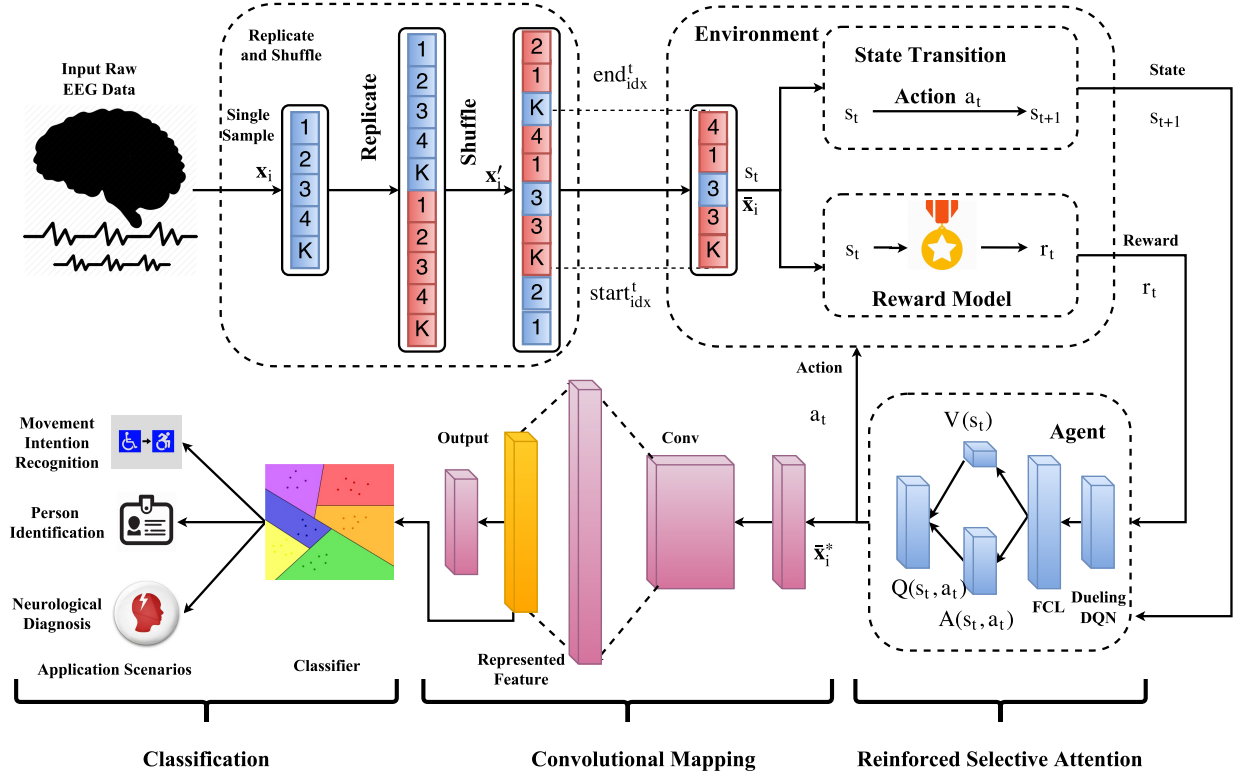 Input Raw
EEG Data
Replicate
and Shuffle
Single
Sample
x_i
1
2
3
4
K
Replicate
1
2
3
4
K
1
2
3
4
K
Shuffle
x'_i
2
1
K
4
1
3
3
K
2
1
end^t_idx
start^t_idx
Environment
4
1
3
3
K
s_t
x̄_i
State Transition
s_t
Action a_t
s_{t+1}
s_t
r_t
Reward Model
State
s_{t+1}
Reward
r_t
Action
a_t
Agent
V(s_t)
Q(s_t, a_t)
A(s_t, a_t)
FCL
Dueling
DQN
x̄*_i
Conv
Output
Represented
Feature
Movement
Intention
Recognition
Person
Identification
Neurological
Diagnosis
Application Scenarios
Classifier
Classification
Convolutional Mapping
Reinforced Selective Attention